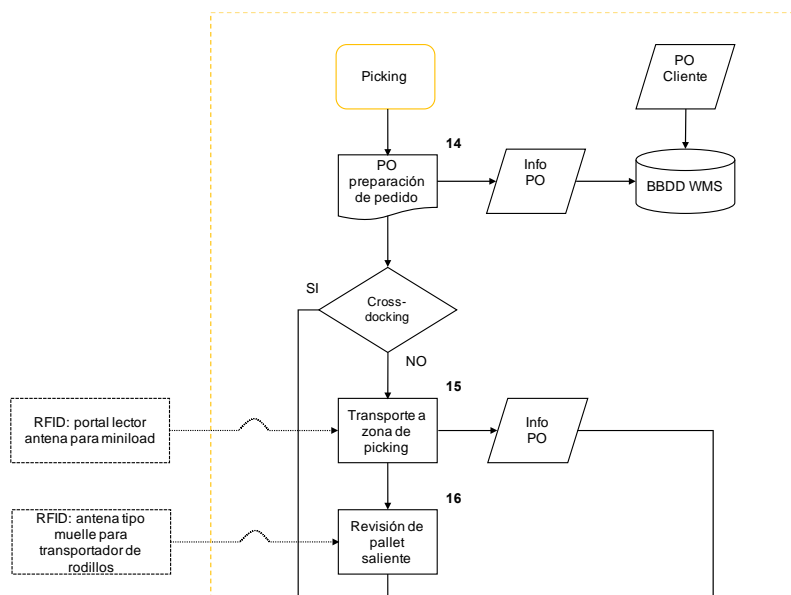 Picking
PO
Cliente
14
PO
preparación
de pedido
Info
PO
BBDD WMS
SI
Cross-
docking
NO
15
RFID: portal lector
antena para miniload
Transporte a
zona de
picking
Info
PO
16
RFID: antena tipo
muelle para
transportador de
rodillos
Revisión de
pallet
saliente